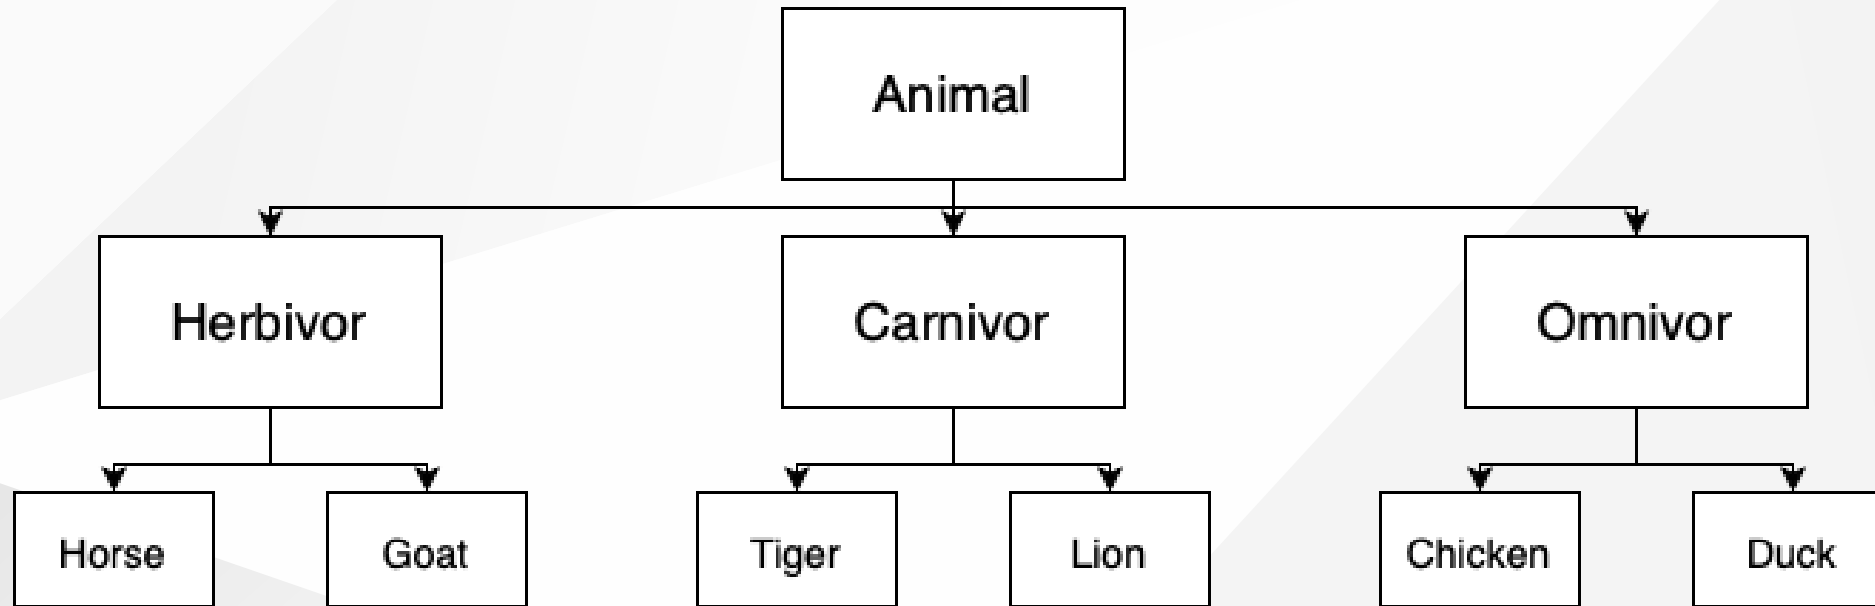 Animal
Herbivor
Carnivor
Omnivor
Horse
Goat
Tiger
Lion
Chicken
Duck